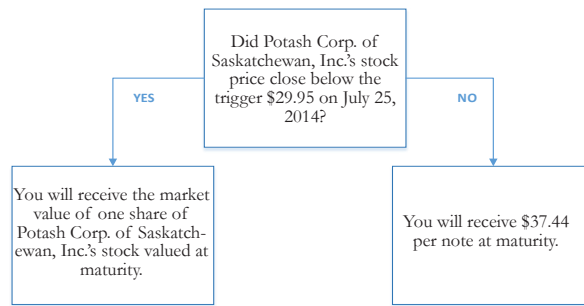 Did Potash Corp. of
Saskatchewan, Inc.'s stock
price close below the
trigger $29.95 on July 25,
2014?
YES
NO
You will receive the market
value of one share of
Potash Corp. of Saskatch-
ewan, Inc.'s stock valued at
maturity.
You will receive $37.44
per note at maturity.